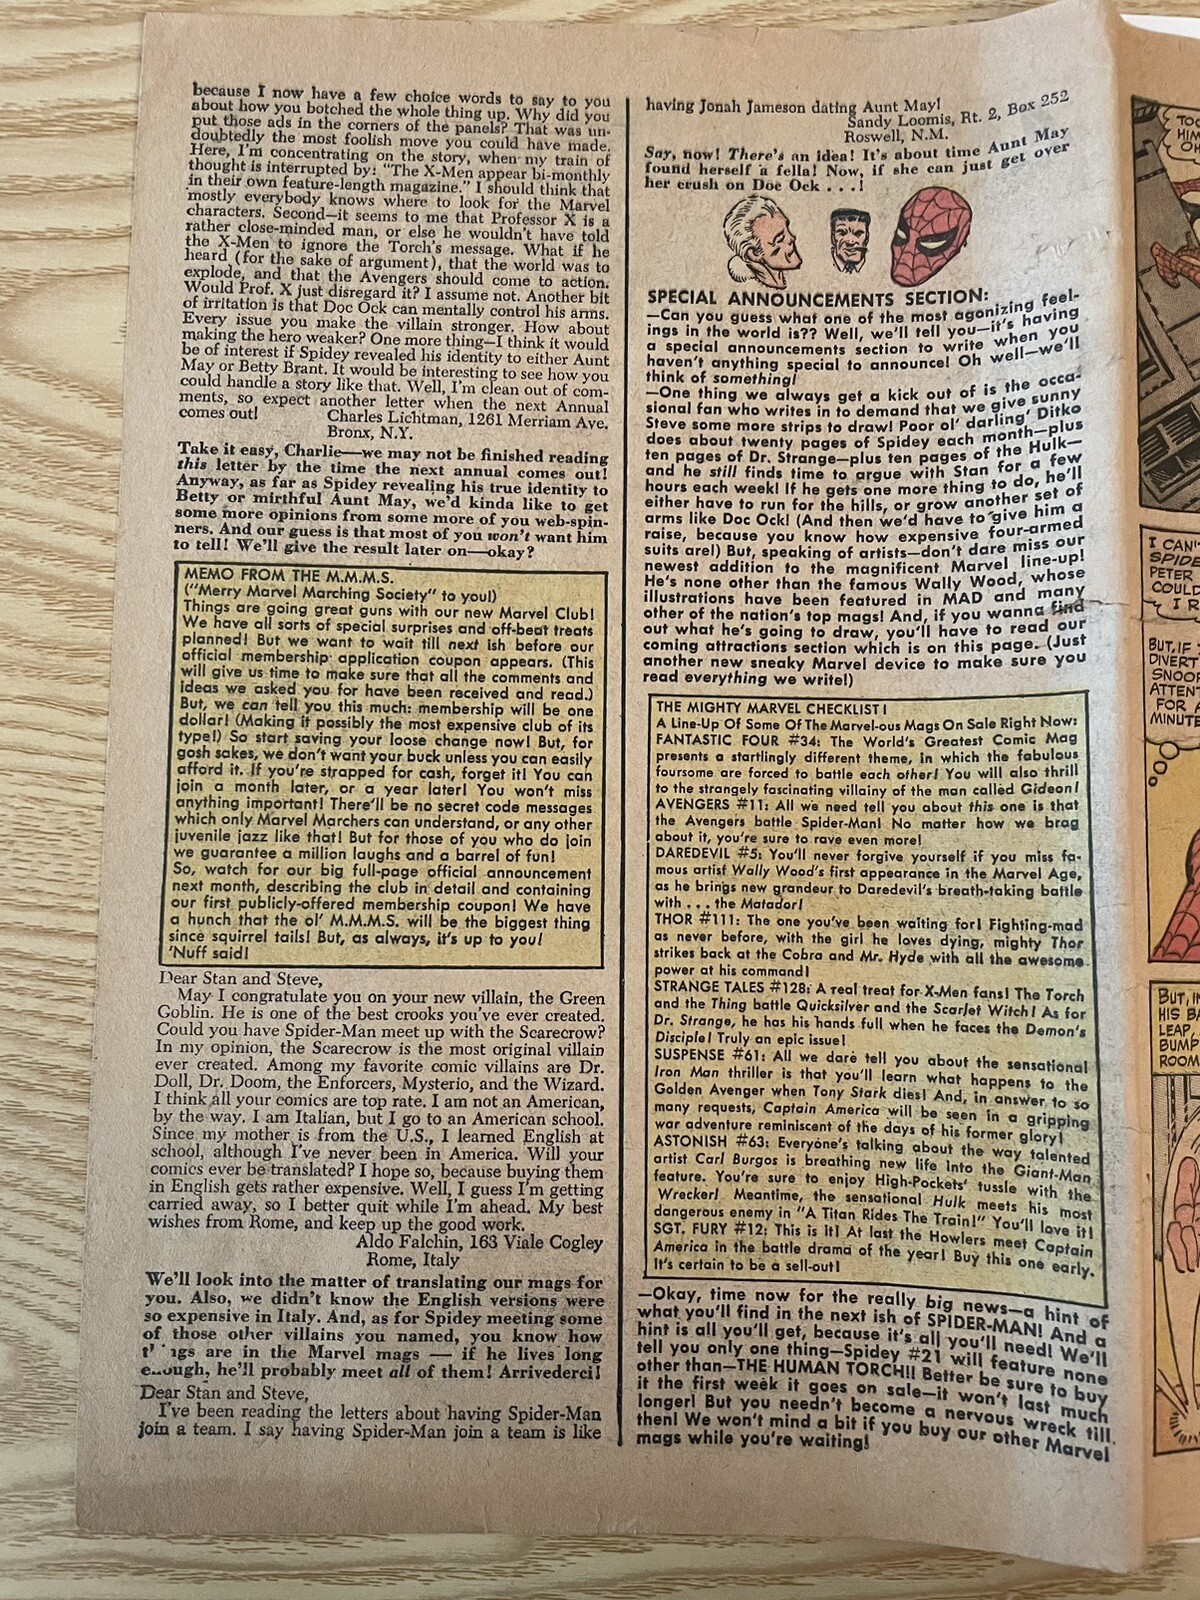 because I now have a few choice words to say to you
about how you botched the whole thing up. Why did you
put those ads in the corners of the panels? That was un-
doubtedly the most foolish move you could have made.
Here, I'm concentrating on the story, when my train of
thought is interrupted by: "The X-Men appear bi-monthly
in their own feature-length magazine." I should think that
mostly everybody knows where to look for the Marvel
characters. Second—it seems to me that Professor X is a
rather close-minded man, or else he wouldn't have told
the X-Men to ignore the Torch's message. What if he
heard (for the sake of argument), that the world was to
explode, and that the Avengers should come to action.
Would Prof. X just disregard it? I assume not. Another bit
of irritation is that Doc Ock can mentally control his arms.
Every issue you make the villain stronger. How about
making the hero weaker? One more thing—I think it would
be of interest if Spidey revealed his identity to either Aunt
May or Betty Brant. It would be interesting to see how you
could handle a story like that. Well, I'm clean out of com-
ments, so expect another letter when the next Annual
comes out! Charles Lichtman, 1261 Merriam Ave.
Bronx, N.Y.
Take it easy, Charlie—we may not be finished reading
this letter by the time the next annual comes out!
Anyway, as far as Spidey revealing his true identity to
Betty or mirthful Aunt May, we'd kinda like to get
some more opinions from some more of you web-spin-
ners. And our guess is that most of you won't want him
to tell! We'll give the result later on—okay?
MEMO FROM THE M.M.M.S.
("Merry Marvel Marching Society" to you!)
Things are going great guns with our new Marvel Club!
We have all sorts of special surprises and off-beat treats
planned! But we want to wait till next ish before our
official membership application coupon appears. (This
will give us time to make sure that all the comments and
ideas we asked you for have been received and read.)
But, we can tell you this much: membership will be one
dollar! (Making it possibly the most expensive club of its
type!) So start saving your loose change now! But, for
gosh sakes, we don't want your buck unless you can easily
afford it. If you're strapped for cash, forget it! You can
join a month later, or a year later! You won't miss
anything important! There'll be no secret code messages
which only Marvel Marchers can understand, or any other
juvenile jazz like that! But for those of you who do join
we guarantee a million laughs and a barrel of fun!
So, watch for our big full-page official announcement
next month, describing the club in detail and containing
our first publicly-offered membership coupon! We have
a hunch that the ol' M.M.M.S. will be the biggest thing
since squirrel tails! But, as always, it's up to you!
'Nuff said!
Dear Stan and Steve,
May I congratulate you on your new villain, the Green
Goblin. He is one of the best crooks you've ever created.
Could you have Spider-Man meet up with the Scarecrow?
In my opinion, the Scarecrow is the most original villain
ever created. Among my favorite comic villains are Dr.
Doll, Dr. Doom, the Enforcers, Mysterio, and the Wizard.
I think all your comics are top rate. I am not an American,
by the way. I am Italian, but I go to an American school.
Since my mother is from the U.S., I learned English at
school, although I've never been in America. Will your
comics ever be translated? I hope so, because buying them
in English gets rather expensive. Well, I guess I'm getting
carried away, so I better quit while I'm ahead. My best
wishes from Rome, and keep up the good work.
Aldo Falchin, 163 Viale Cogley
Rome, Italy
We'll look into the matter of translating our mags for
you. Also, we didn't know the English versions were
so expensive in Italy. And, as for Spidey meeting some
of those other villains you named, you know how
are in the Marvel mags — if he lives long
enough, he'll probably meet all of them! Arrivederci!
Dear Stan and Steve,
I've been reading the letters about having Spider-Man
join a team. I say having Spider-Man join a team is like
having Jonah Jameson dating Aunt May!
Sandy Loomis, Rt. 2, Box 252
Roswell, N.M.
Say, now! There's an idea! It's about time Aunt May
found herself a fella! Now, if she can just get over
her crush on Doc Ock . . .!
SPECIAL ANNOUNCEMENTS SECTION:
—Can you guess what one of the most agonizing feel-
ings in the world is?? Well, we'll tell you—it's having
a special announcements section to write when you
haven't anything special to announce! Oh well—we'll
think of something!
—One thing we always get a kick out of is the occa-
sional fan who writes in to demand that we give sunny
Steve some more strips to draw! Poor ol' darling' Ditko
does about twenty pages of Spidey each month—plus
ten pages of Dr. Strange—plus ten pages of the Hulk—
and he still finds time to argue with Stan for a few
hours each week! If he gets one more thing to do, he'll
either have to run for the hills, or grow another set of
arms like Doc Ock! (And then we'd have to give him a
raise, because you know how expensive four-armed
suits are!) But, speaking of artists—don't dare miss our
newest addition to the magnificent Marvel line-up!
He's none other than the famous Wally Wood, whose
illustrations have been featured in MAD and many
other of the nation's top mags! And, if you wanna find
out what he's going to draw, you'll have to read our
coming attractions section which is on this page. (Just
another new sneaky Marvel device to make sure you
read everything we write!)
THE MIGHTY MARVEL CHECKLIST!
A Line-Up Of Some Of The Marvel-ous Mags On Sale Right Now:
FANTASTIC FOUR #34: The World's Greatest Comic Mag
presents a startlingly different theme, in which the fabulous
foursome are forced to battle each other! You will also thrill
to the strangely fascinating villainy of the man called Gideon!
AVENGERS #11: All we need tell you about this one is that
the Avengers battle Spider-Man! No matter how we brag
about it, you're sure to rave even more!
DAREDEVIL #5: You'll never forgive yourself if you miss fa-
mous artist Wally Wood's first appearance in the Marvel Age,
as he brings new grandeur to Daredevil's breath-taking battle
with . . . the Matador!
THOR #111: The one you've been waiting for! Fighting-mad
as never before, with the girl he loves dying, mighty Thor
strikes back at the Cobra and Mr. Hyde with all the awesome
power at his command!
STRANGE TALES #128: A real treat for X-Men fans! The Torch
and the Thing battle Quicksilver and the Scarlet Witch! As for
Dr. Strange, he has his hands full when he faces the Demon's
Disciple! Truly an epic issue!
SUSPENSE #61: All we dare tell you about the sensational
Iron Man thriller is that you'll learn what happens to the
Golden Avenger when Tony Stark dies! And, in answer to so
many requests, Captain America will be seen in a gripping
war adventure reminiscent of the days of his former glory!
ASTONISH #63: Everyone's talking about the way talented
artist Carl Burgos is breathing new life into the Giant-Man
feature. You're sure to enjoy High-Pockets' tussle with the
Wrecker! Meantime, the sensational Hulk meets his most
dangerous enemy in "A Titan Rides The Train!" You'll love it!
SGT. FURY #12: This is it! At last the Howlers meet Captain
America in the battle drama of the year! Buy this one early.
It's certain to be a sell-out!
—Okay, time now for the really big news—a hint of
what you'll find in the next ish of SPIDER-MAN! And a
hint is all you'll get, because it's all you'll need! We'll
tell you only one thing—Spidey #21 will feature none
other than—THE HUMAN TORCH!! Better be sure to buy
it the first week it goes on sale—it won't last much
longer! But you needn't become a nervous wreck till
then! We won't mind a bit if you buy our other Marvel
mags while you're waiting!
TOO
HIM
OH
I CAN'T
SPIDE
PETER
COULD
I R
BUT, IF
DIVERT
SNOOP
ATTENT
FOR A
MINUTE
BUT, IN
HIS BA
LEAP,
BUMP
ROOM